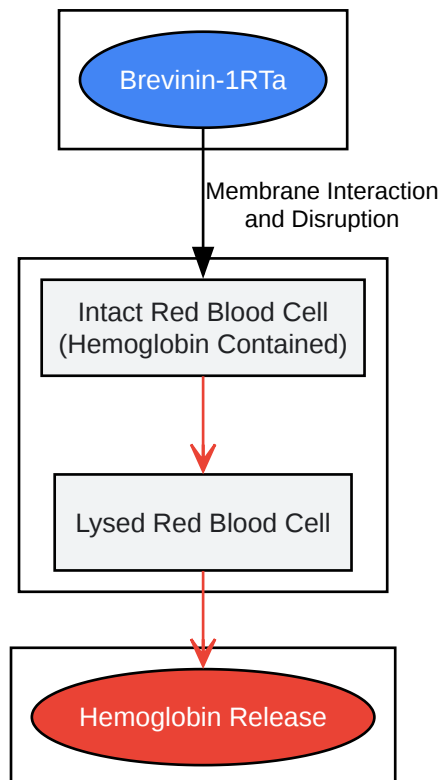 Brevinin-1RTa
Membrane Interaction
and Disruption
Intact Red Blood Cell
(Hemoglobin Contained)
Lysed Red Blood Cell
Hemoglobin Release